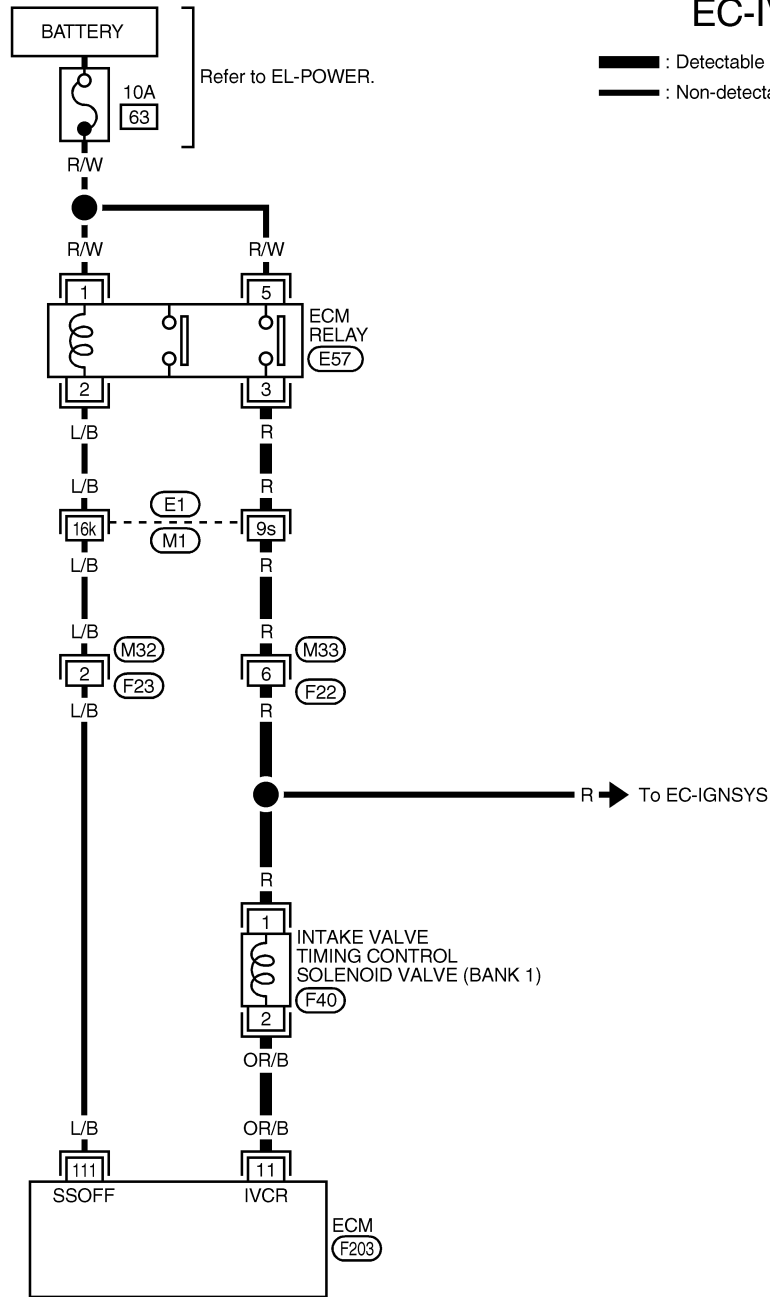 EC-IV
BATTERY
Refer to EL-POWER.
: Detectable
: Non-detecta
10A
63
R/W
R/W
R/W
1
5
ECM
RELAY
E57
2
3
L/B
R
L/B
R
E1
16k
9s
M1
L/B
R
L/B
R
M32
M33
2
6
F23
F22
L/B
R
R
To EC-IGNSYS
R
1
INTAKE VALVE
TIMING CONTROL
SOLENOID VALVE (BANK 1)
F40
2
OR/B
L/B
OR/B
111
11
SSOFF
IVCR
ECM
F203